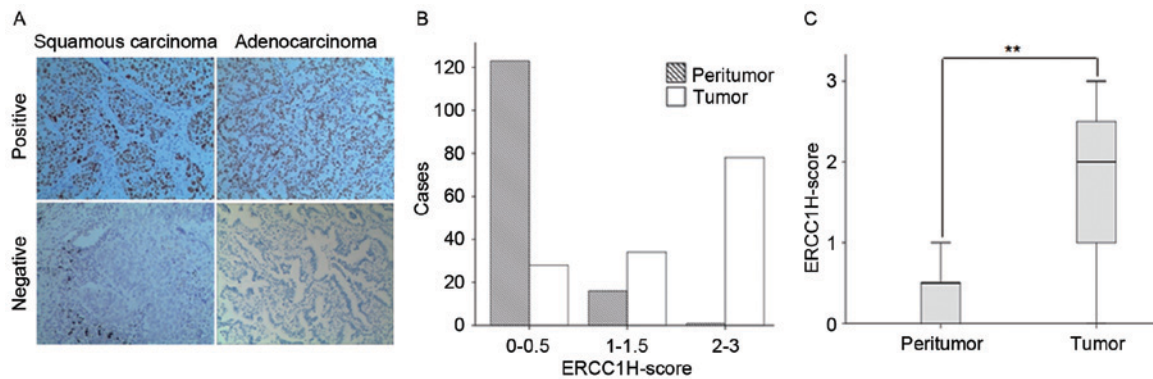 A
Squamous carcinoma
Adenocarcinoma
Positive
Negative
B
120
100
80
60
40
20
0
Cases
Peritumor
Tumor
0-0.5
1-1.5
2-3
ERCC1H-score
C
**
3
2
1
0
ERCC1H-score
Peritumor
Tumor